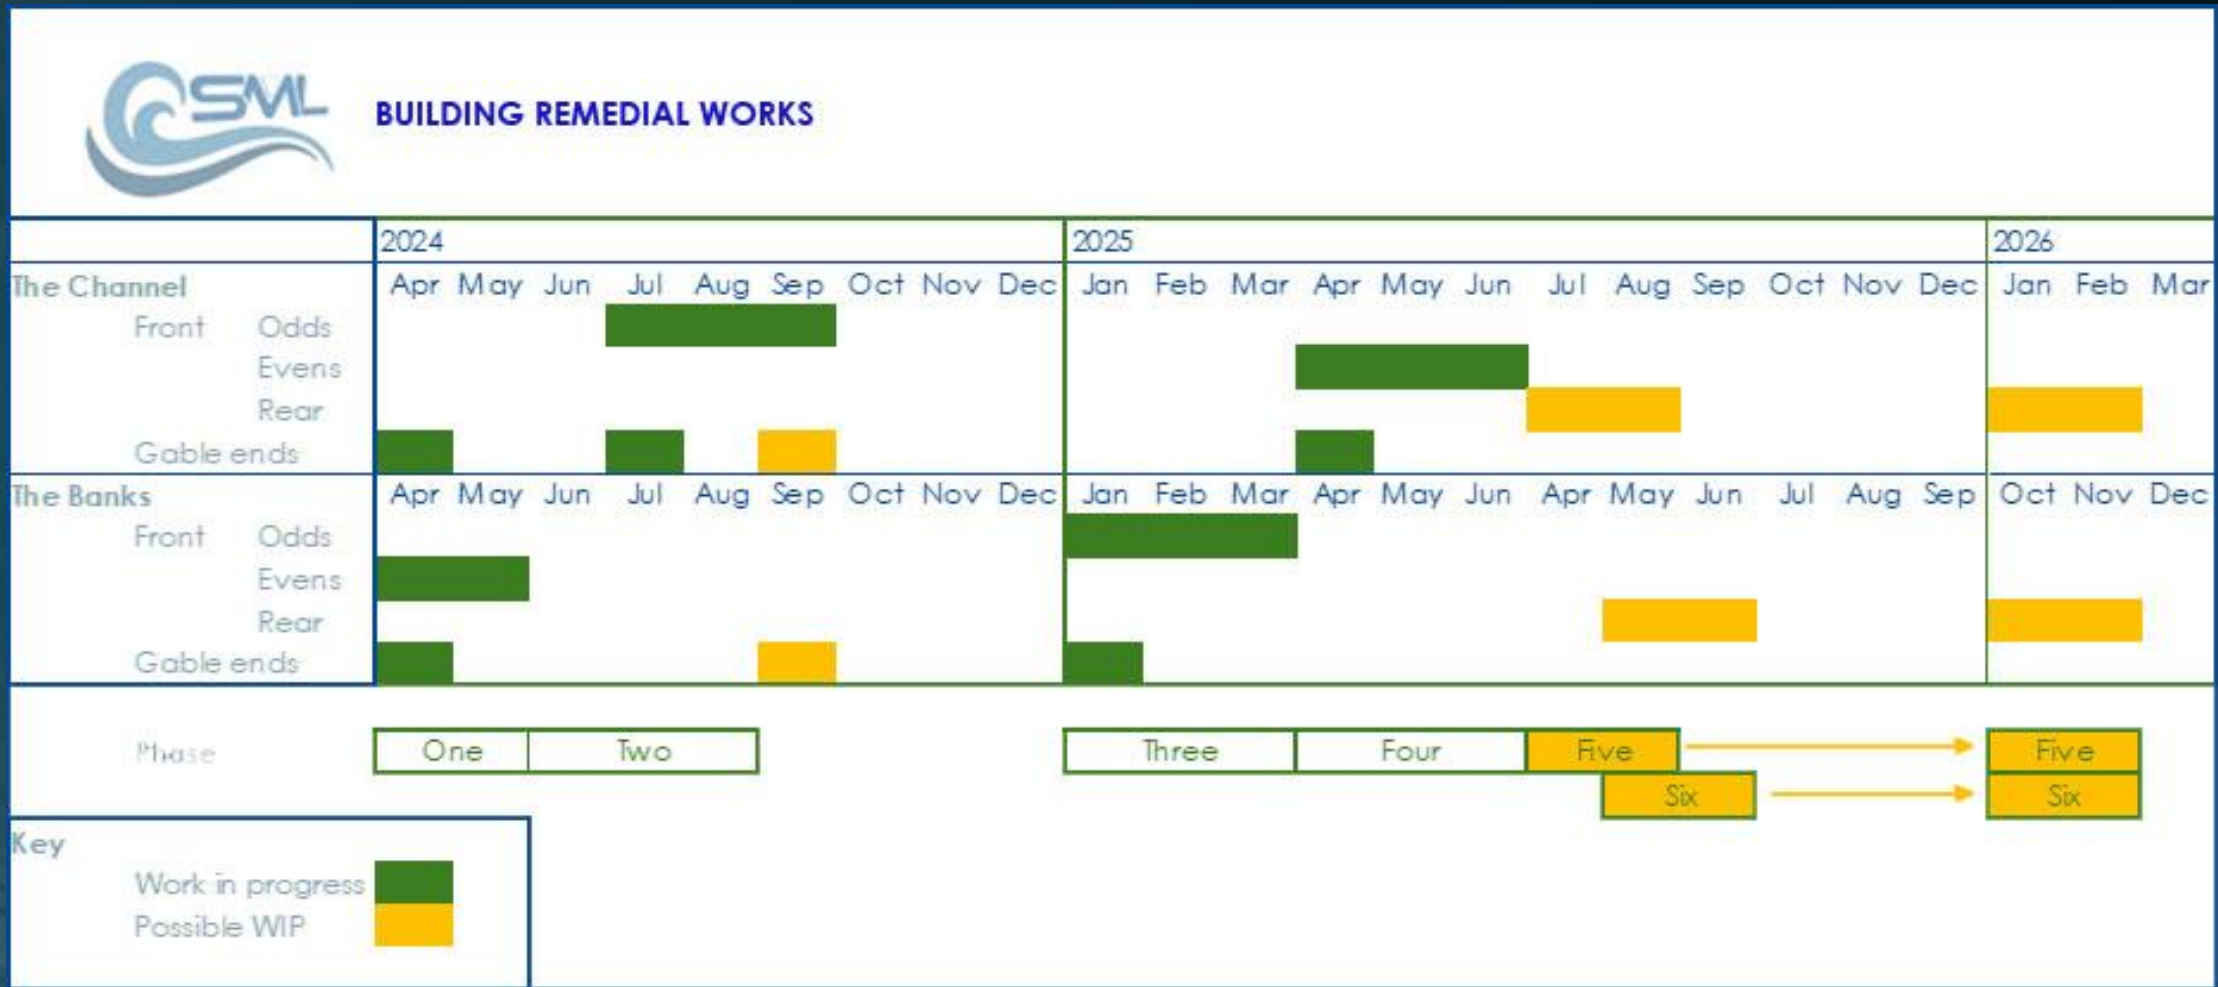 SML
BUILDING REMEDIAL WORKS
2024 2025 2026
The Channel Apr May Jun Jul Aug Sep Oct Nov Dec Jan Feb Mar Apr May Jun Jul Aug Sep Oct Nov Dec Jan Feb Mar
Front Odds
Evens
Rear
Gable ends
The Banks Apr May Jun Jul Aug Sep Oct Nov Dec Jan Feb Mar Apr May Jun Apr May Jun Jul Aug Sep Oct Nov Dec
Front Odds
Evens
Rear
Gable ends
Phase One Two Three Four Five Five
Six Six
Key
Work in progress
Possible WIP